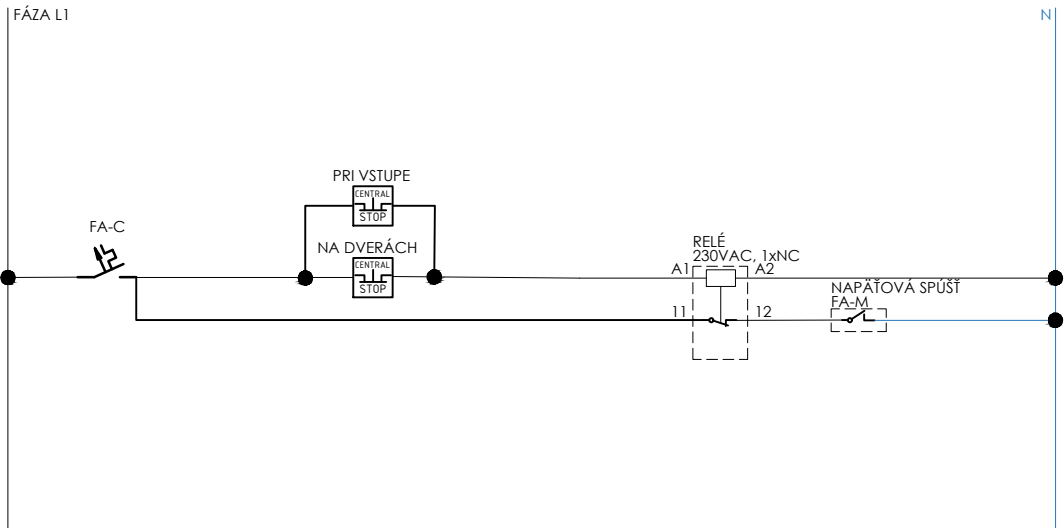 FÁZA L1
N
PRI VSTUPE
CENTRAL
STOP
FA-C
NA DVERÁCH
CENTRAL
STOP
RELÉ
230VAC, 1xNC
A1
A2
NAPÄŤOVÁ SPÚŠŤ
FA-M
11
12